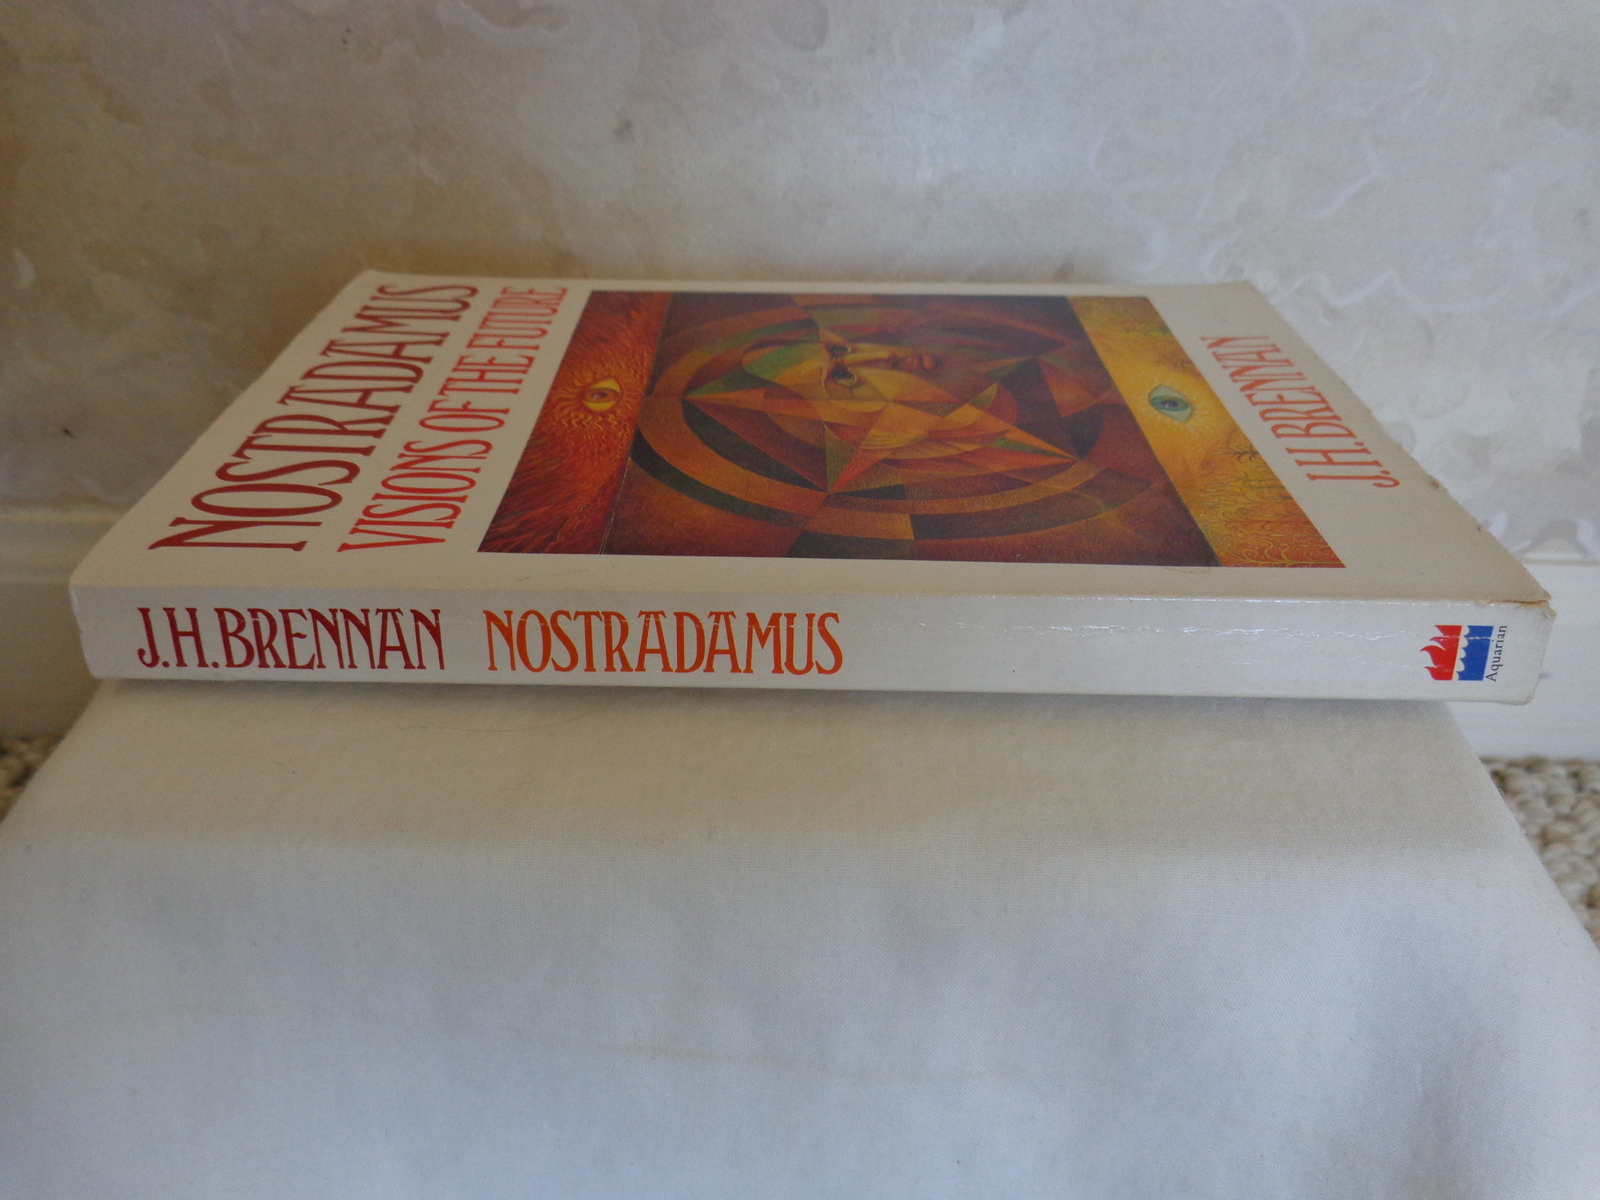 NOSTRADAMUS
VISIONS OF THE FUTURE
J.H.BRENNAN
J.H.BRENNAN NOSTRADAMUS
Aquarian